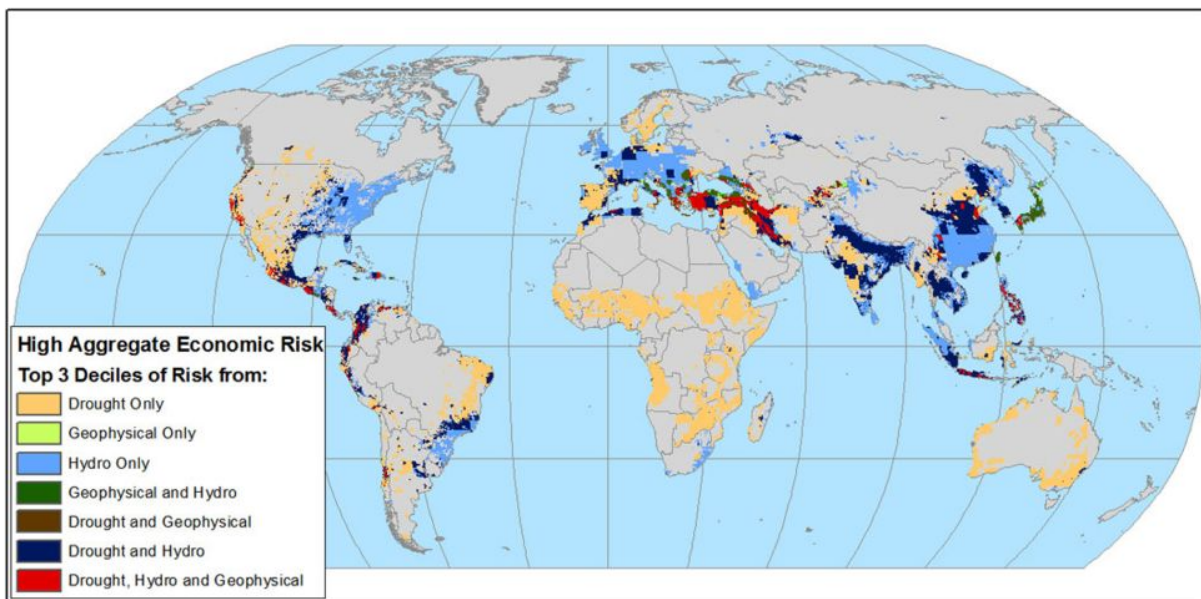 High Aggregate Economic Risk
Top 3 Deciles of Risk from:
Drought Only
Geophysical Only
Hydro Only
Geophysical and Hydro
Drought and Geophysical
Drought and Hydro
Drought, Hydro and Geophysical